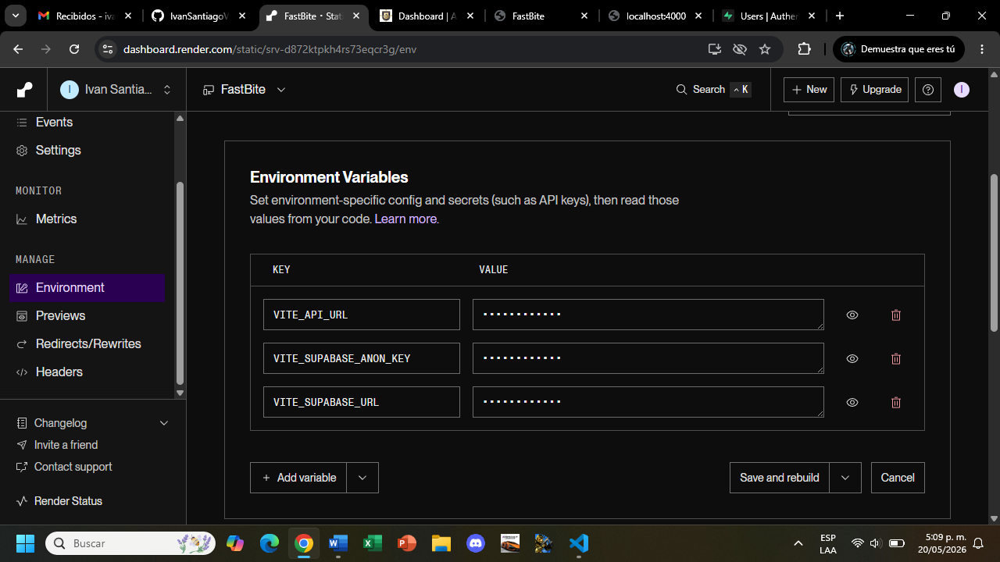 Recibidos - iva
IvanSantiagoV
FastBite・Stat
Dashboard | A
FastBite
localhost:4000
Users | Auther
dashboard.render.com/static/srv-d872ktpkh4rs73eqcr3g/env
Demuestra que eres tú
I Ivan Santia...
FastBite
Search ^ K
+ New
Upgrade
I
Events
Settings
MONITOR
Metrics
MANAGE
Environment
Previews
Redirects/Rewrites
Headers
Changelog
Invite a friend
Contact support
Render Status
Environment Variables
Set environment-specific config and secrets (such as API keys), then read those
values from your code. Learn more.
KEY VALUE
VITE_API_URL ••••••••••••
VITE_SUPABASE_ANON_KEY ••••••••••••
VITE_SUPABASE_URL ••••••••••••
+ Add variable
Save and rebuild
Cancel
Buscar
ESP
LAA
5:09 p. m.
20/05/2026